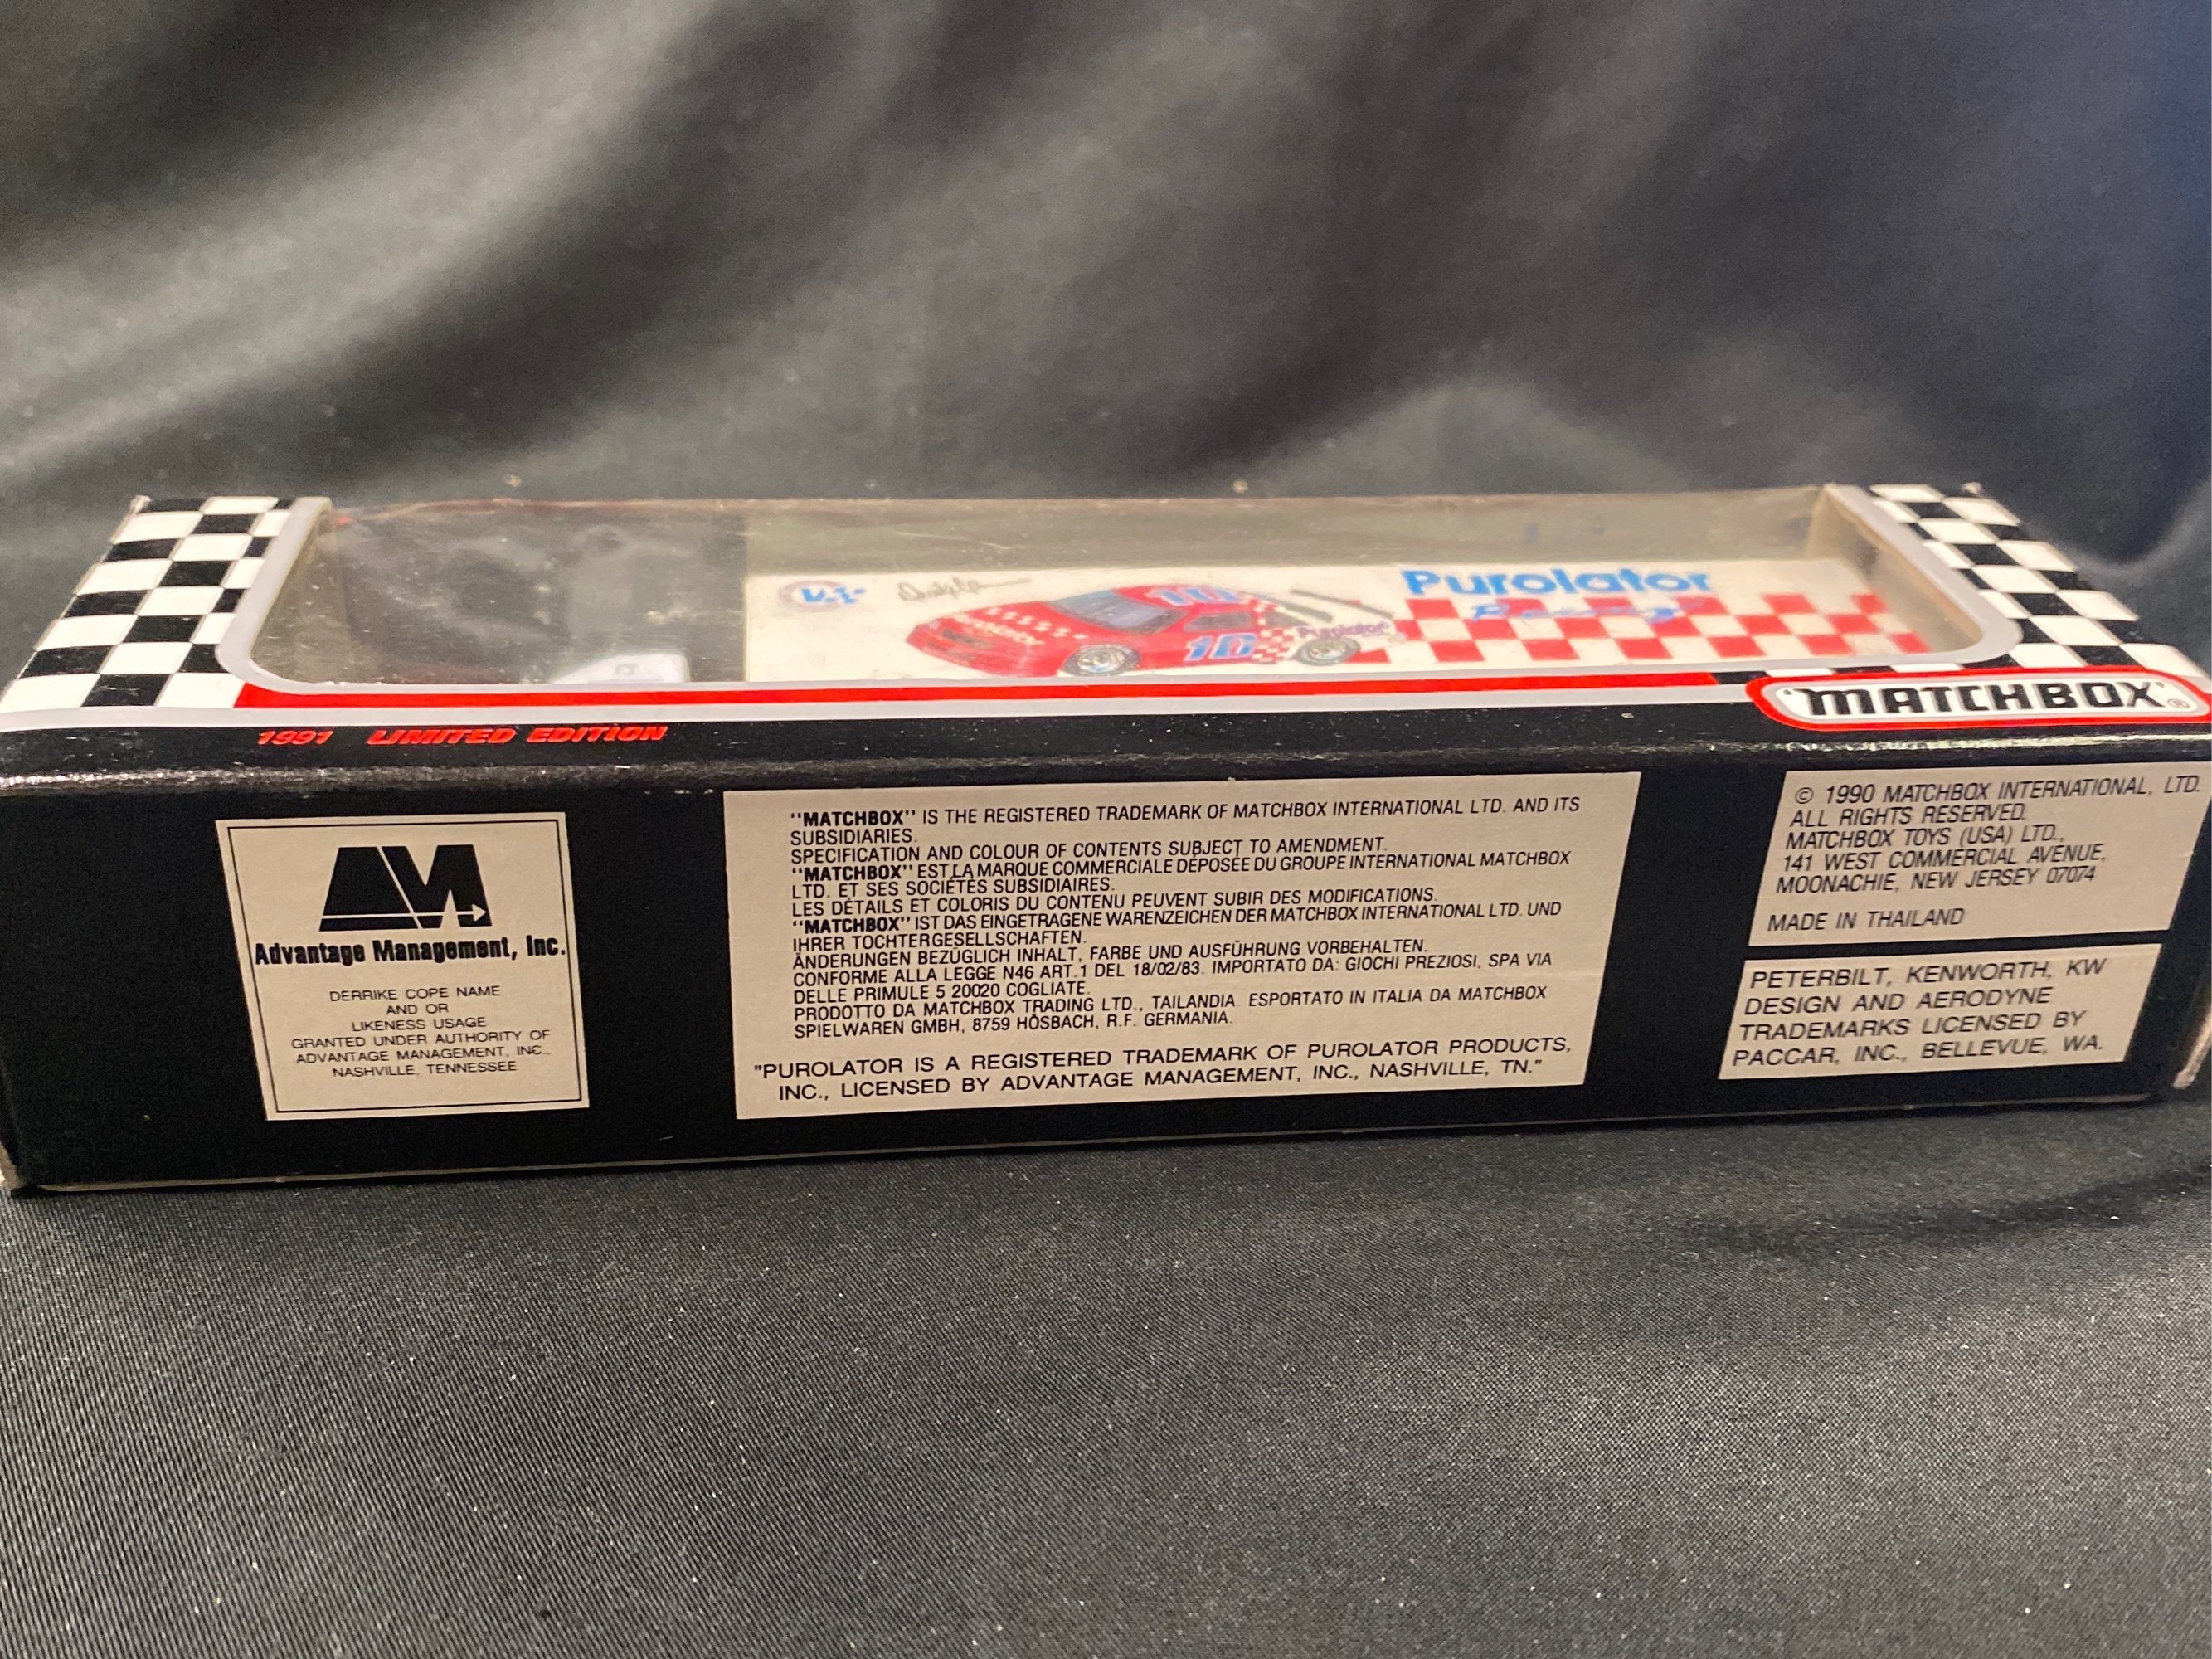 Purolator
Racing
10
10
Purolator
1991 LIMITED EDITION
'MATCHBOX'®
Advantage Management, Inc.
DERRIKE COPE NAME
AND OR
LIKENESS USAGE
GRANTED UNDER AUTHORITY OF
ADVANTAGE MANAGEMENT, INC.,
NASHVILLE, TENNESSEE
"MATCHBOX" IS THE REGISTERED TRADEMARK OF MATCHBOX INTERNATIONAL LTD. AND ITS
SUBSIDIARIES.
SPECIFICATION AND COLOUR OF CONTENTS SUBJECT TO AMENDMENT.
"MATCHBOX" EST LA MARQUE COMMERCIALE DÉPOSÉE DU GROUPE INTERNATIONAL MATCHBOX
LTD. ET SES SOCIÉTÉS SUBSIDIAIRES.
LES DÉTAILS ET COLORIS DU CONTENU PEUVENT SUBIR DES MODIFICATIONS.
"MATCHBOX" IST DAS EINGETRAGENE WARENZEICHEN DER MATCHBOX INTERNATIONAL LTD. UND
IHRER TOCHTERGESELLSCHAFTEN.
ÄNDERUNGEN BEZÜGLICH INHALT, FARBE UND AUSFÜHRUNG VORBEHALTEN.
CONFORME ALLA LEGGE N46 ART.1 DEL 18/02/83. IMPORTATO DA: GIOCHI PREZIOSI, SPA VIA
DELLE PRIMULE 5 20020 COGLIATE.
PRODOTTO DA MATCHBOX TRADING LTD., TAILANDIA. ESPORTATO IN ITALIA DA MATCHBOX
SPIELWAREN GMBH, 8759 HÖSBACH, R.F. GERMANIA.
"PUROLATOR IS A REGISTERED TRADEMARK OF PUROLATOR PRODUCTS,
INC., LICENSED BY ADVANTAGE MANAGEMENT, INC., NASHVILLE, TN."
© 1990 MATCHBOX INTERNATIONAL, LTD.
ALL RIGHTS RESERVED.
MATCHBOX TOYS (USA) LTD.,
141 WEST COMMERCIAL AVENUE,
MOONACHIE, NEW JERSEY 07074
MADE IN THAILAND
PETERBILT, KENWORTH, KW
DESIGN AND AERODYNE
TRADEMARKS LICENSED BY
PACCAR, INC., BELLEVUE, WA.